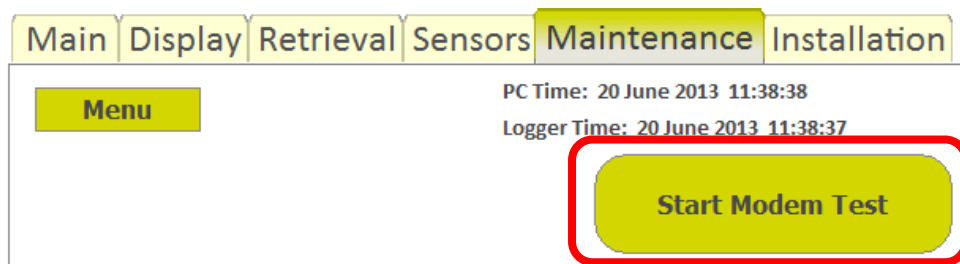 Main Display Retrieval Sensors Maintenance Installation
Menu
PC Time: 20 June 2013 11:38:38
Logger Time: 20 June 2013 11:38:37
Start Modem Test